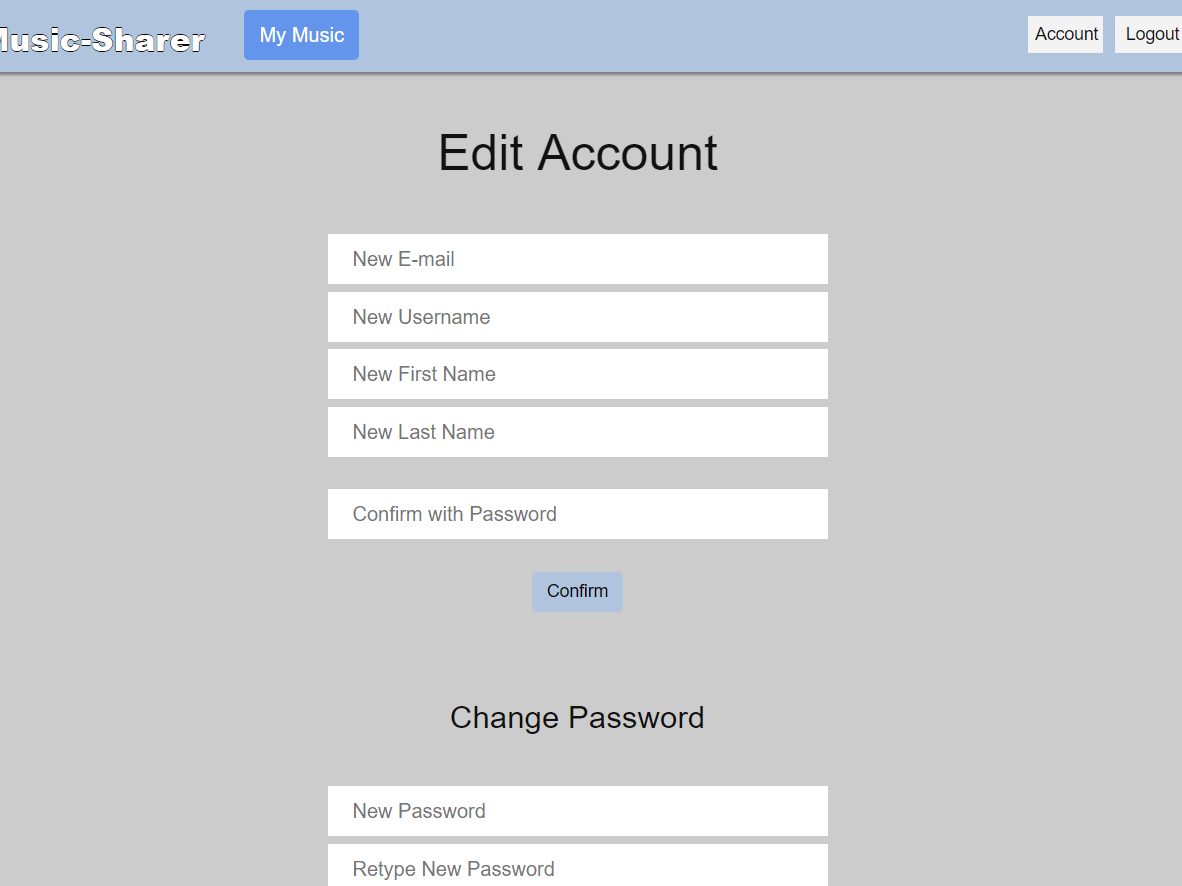 Music-Sharer My Music Account Logout
Edit Account
New E-mail
New Username
New First Name
New Last Name
Confirm with Password
Confirm
Change Password
New Password
Retype New Password